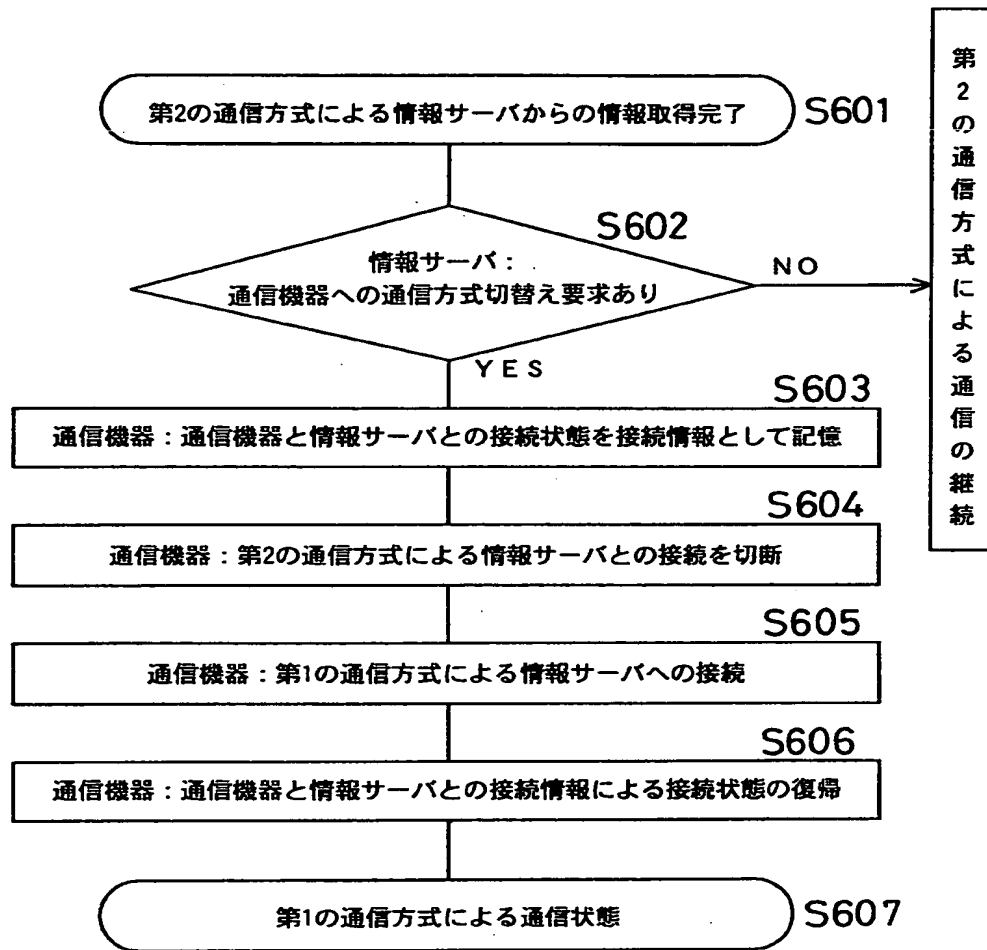 第2の通信方式による情報サーバからの情報取得完了
S601
S602
情報サーバ：
通信機器への通信方式切替え要求あり
NO
第2の通信方式による通信の継続
YES
S603
通信機器：通信機器と情報サーバとの接続状態を接続情報として記憶
S604
通信機器：第2の通信方式による情報サーバとの接続を切断
S605
通信機器：第1の通信方式による情報サーバへの接続
S606
通信機器：通信機器と情報サーバとの接続情報による接続状態の復帰
第1の通信方式による通信状態
S607